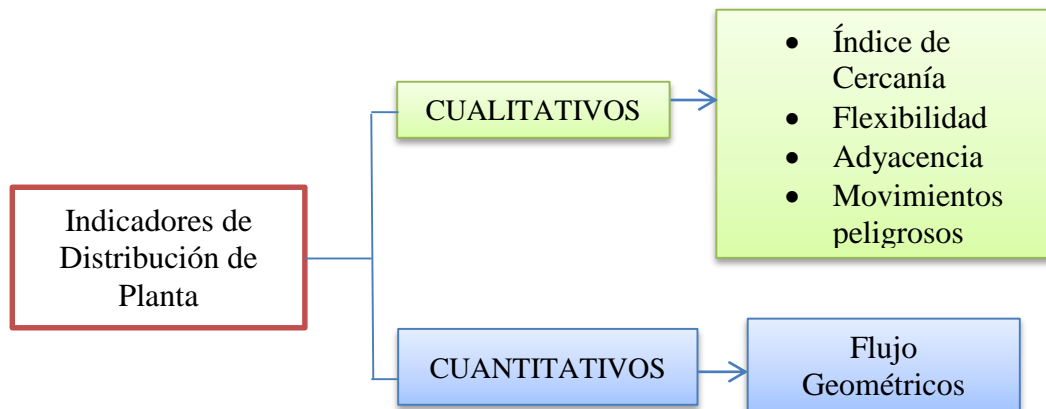 Indicadores de
Distribución de
Planta
CUALITATIVOS
• Índice de
Cercanía
• Flexibilidad
• Adyacencia
• Movimientos
peligrosos
CUANTITATIVOS
Flujo
Geométricos